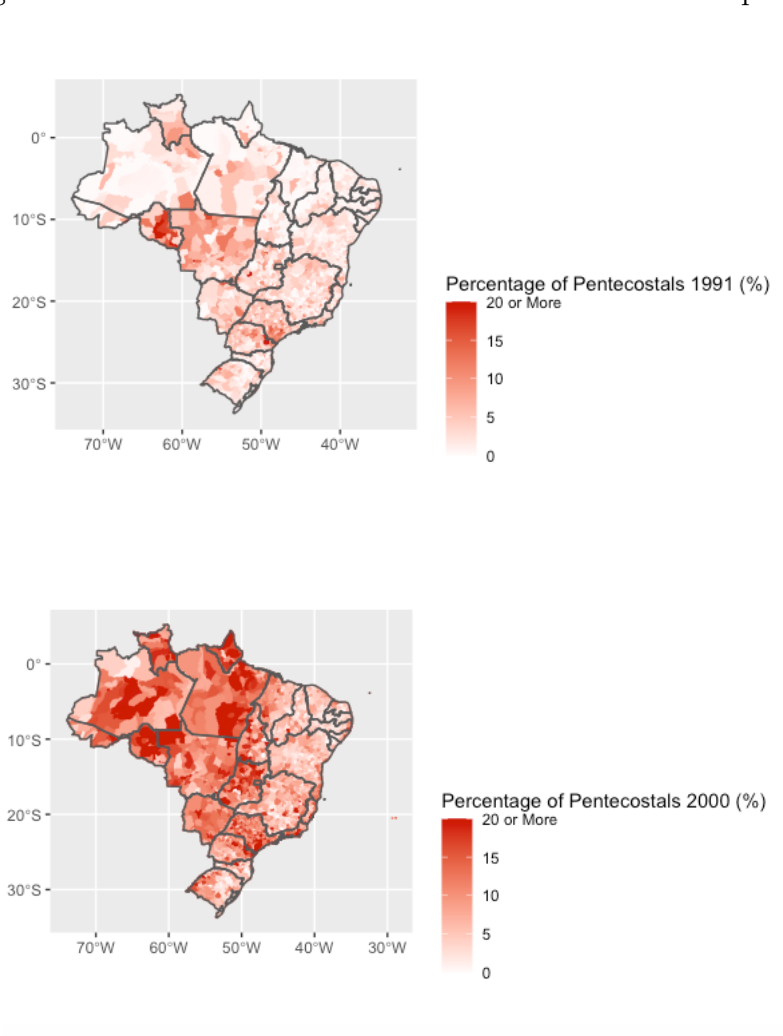 0°
10°S
20°S
30°S
70°W 60°W 50°W 40°W
Percentage of Pentecostals 1991 (%)
20 or More
15
10
5
0
0°
10°S
20°S
30°S
70°W 60°W 50°W 40°W 30°W
Percentage of Pentecostals 2000 (%)
20 or More
15
10
5
0